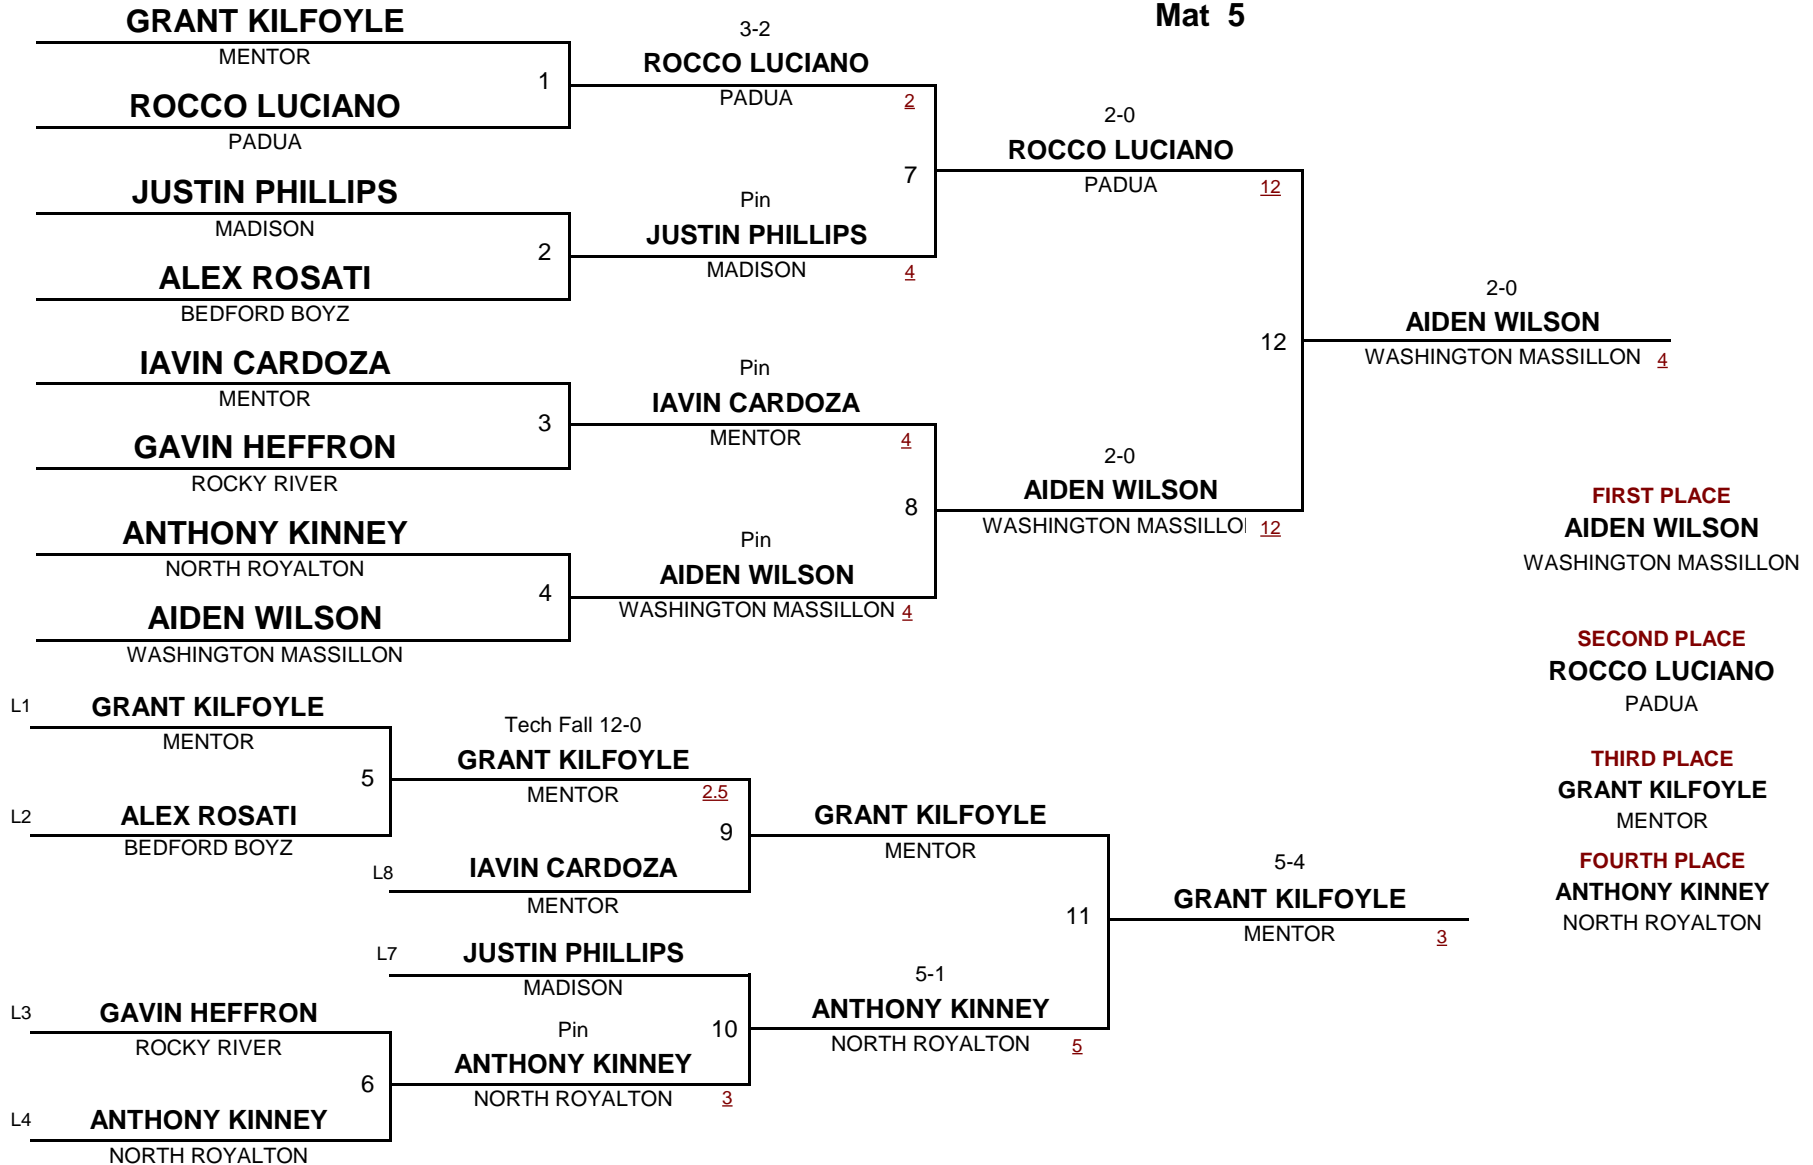 Mat 5
GRANT KILFOYLE
MENTOR
1
ROCCO LUCIANO
PADUA
JUSTIN PHILLIPS
MADISON
2
ALEX ROSATI
BEDFORD BOYZ
IAVIN CARDOZA
MENTOR
3
GAVIN HEFFRON
ROCKY RIVER
ANTHONY KINNEY
NORTH ROYALTON
4
AIDEN WILSON
WASHINGTON MASSILLON
3-2
ROCCO LUCIANO
PADUA 2
7
Pin
JUSTIN PHILLIPS
MADISON 4
Pin
IAVIN CARDOZA
MENTOR 4
8
Pin
AIDEN WILSON
WASHINGTON MASSILLON 4
2-0
ROCCO LUCIANO
PADUA 12
12
2-0
AIDEN WILSON
WASHINGTON MASSILLO 12
2-0
AIDEN WILSON
WASHINGTON MASSILLON 4
FIRST PLACE
AIDEN WILSON
WASHINGTON MASSILLON
SECOND PLACE
ROCCO LUCIANO
PADUA
THIRD PLACE
GRANT KILFOYLE
MENTOR
FOURTH PLACE
ANTHONY KINNEY
NORTH ROYALTON
L1 GRANT KILFOYLE
MENTOR
5
L2 ALEX ROSATI
BEDFORD BOYZ
L3 GAVIN HEFFRON
ROCKY RIVER
6
L4 ANTHONY KINNEY
NORTH ROYALTON
Tech Fall 12-0
GRANT KILFOYLE
MENTOR 2.5
9
L8 IAVIN CARDOZA
MENTOR
L7 JUSTIN PHILLIPS
MADISON
Pin 10
ANTHONY KINNEY
NORTH ROYALTON 3
GRANT KILFOYLE
MENTOR
11
5-1
ANTHONY KINNEY
NORTH ROYALTON 5
5-4
GRANT KILFOYLE
MENTOR 3